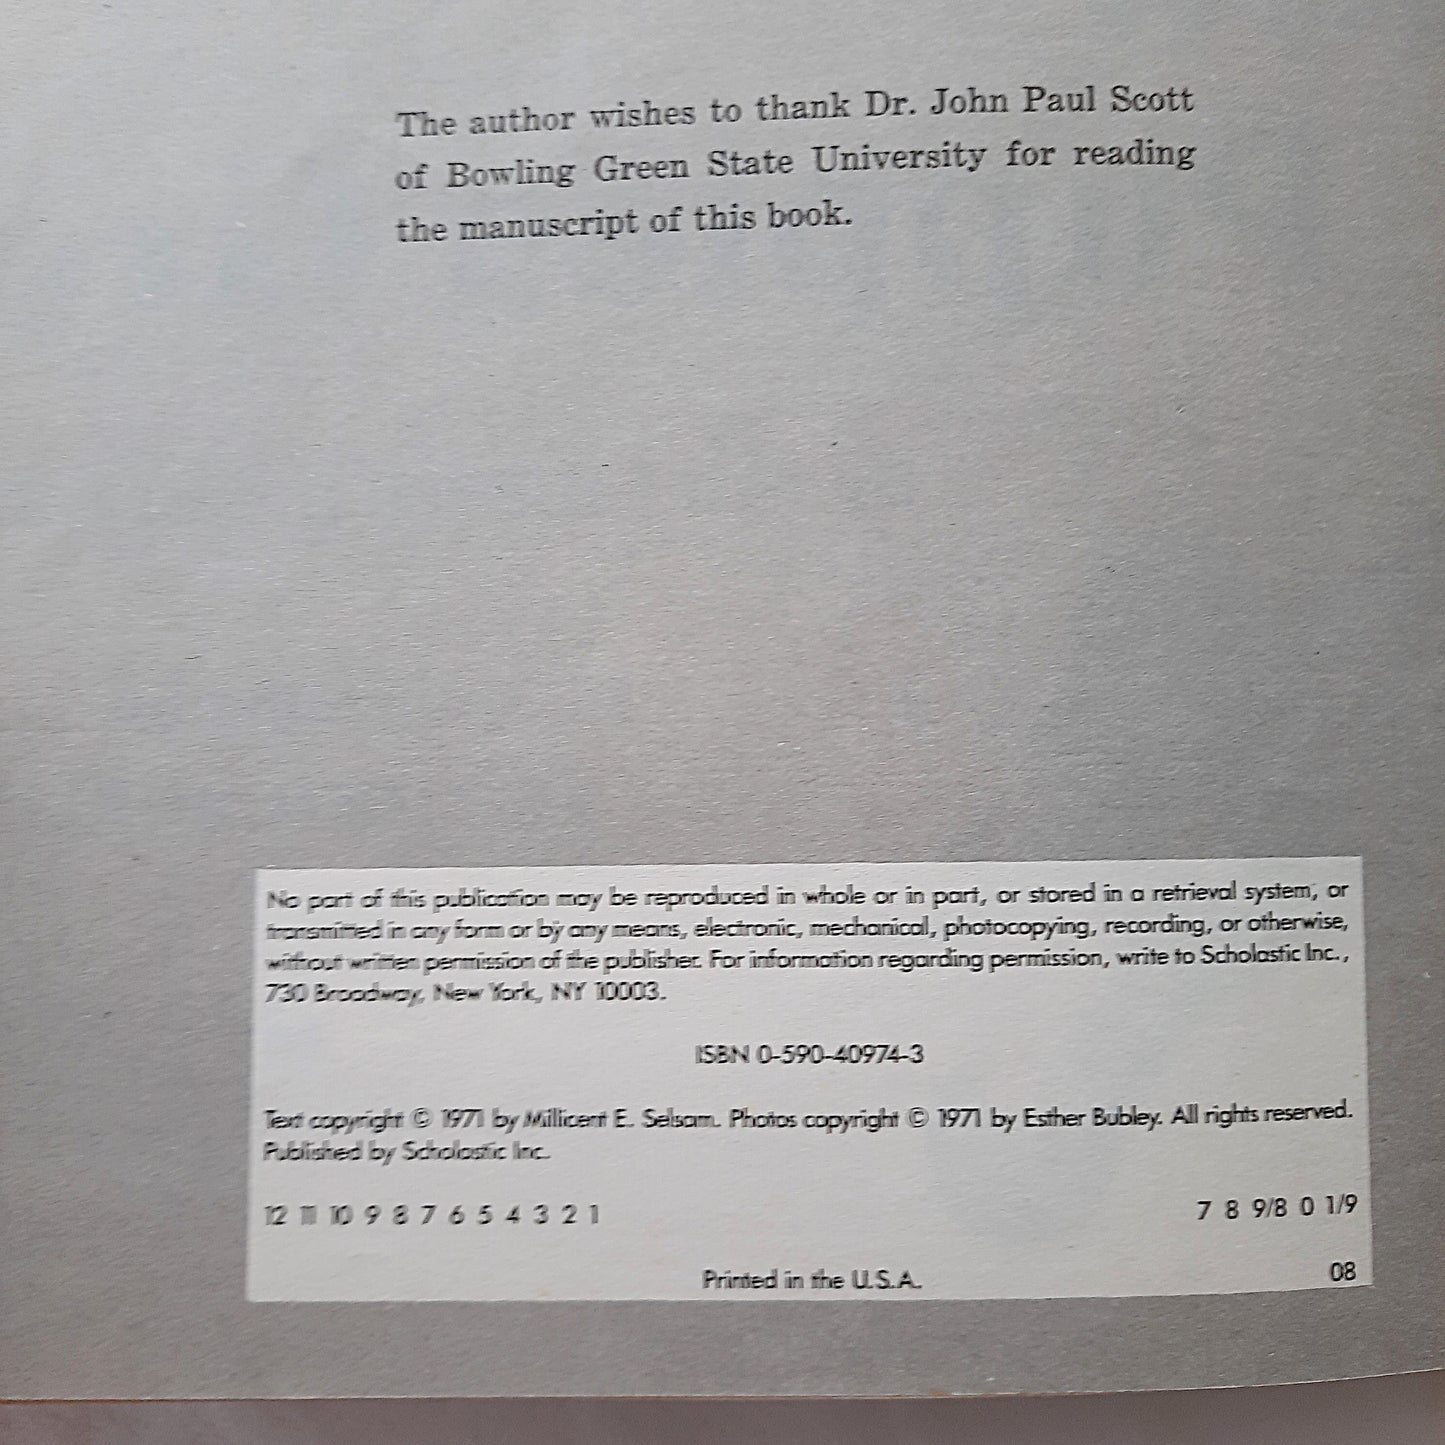 The author wishes to thank Dr. John Paul Scott
of Bowling Green State University for reading
the manuscript of this book.
No part of this publication may be reproduced in whole or in part, or stored in a retrieval system, or
transmitted in any form or by any means, electronic, mechanical, photocopying, recording, or otherwise,
without written permission of the publisher. For information regarding permission, write to Scholastic Inc.,
730 Broadway, New York, NY 10003.
ISBN 0-590-40974-3
Text copyright © 1971 by Millicent E. Selsam. Photos copyright © 1971 by Esther Bubley. All rights reserved.
Published by Scholastic Inc.
12 11 10 9 8 7 6 5 4 3 2 1 7 8 9/8 0 1/9
Printed in the U.S.A. 08